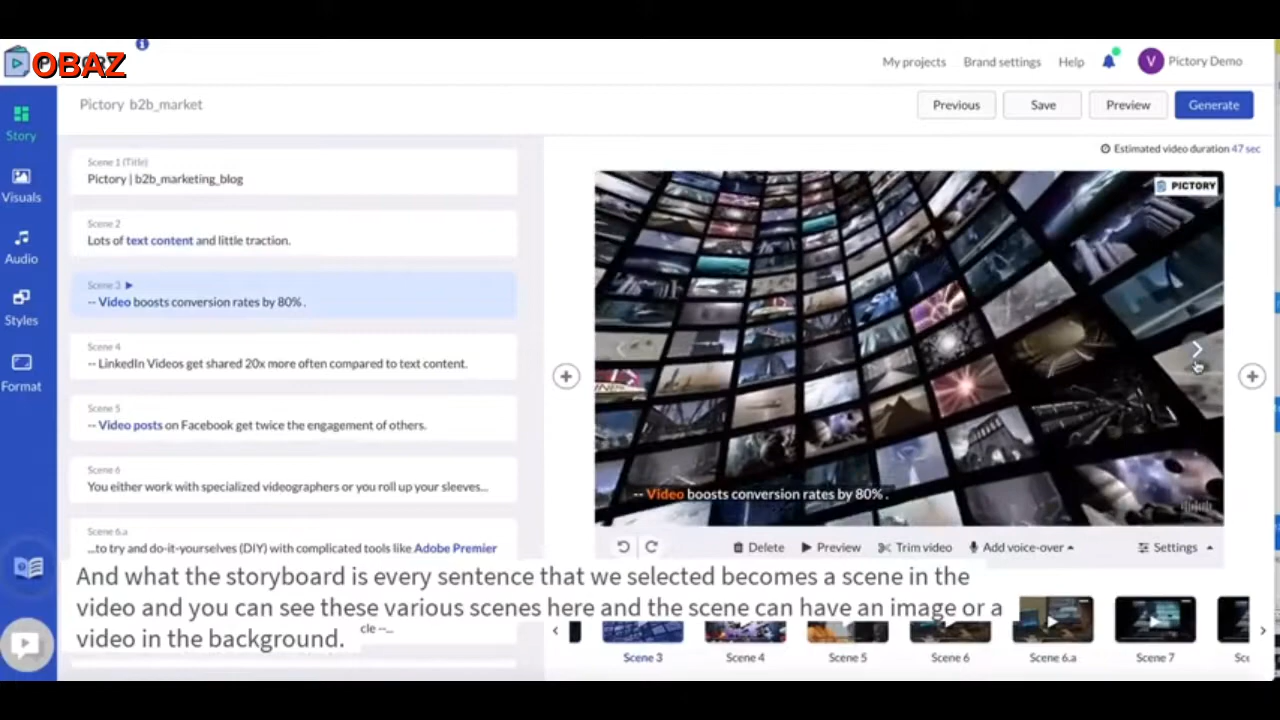 OBAZ
My projects
Brand settings
Help
V
Pictory Demo
Story
Visuals
Audio
Styles
Format
Pictory b2b_market
Previous
Save
Preview
Generate
Estimated video duration 47 sec
Scene 1 (Title)
Pictory | b2b_marketing_blog
Scene 2
Lots of text content and little traction.
Scene 3
-- Video boosts conversion rates by 80% .
Scene 4
-- LinkedIn Videos get shared 20x more often compared to text content.
Scene 5
-- Video posts on Facebook get twice the engagement of others.
Scene 6
You either work with specialized videographers or you roll up your sleeves...
Scene 6.a
...to try and do-it-yourselves (DIY) with complicated tools like Adobe Premier
PICTORY
-- Video boosts conversion rates by 80% .
Delete
Preview
Trim video
Add voice-over
Settings
And what the storyboard is every sentence that we selected becomes a scene in the
video and you can see these various scenes here and the scene can have an image or a
video in the background.
cle --...
Scene 3
Scene 4
Scene 5
Scene 6
Scene 6.a
Scene 7